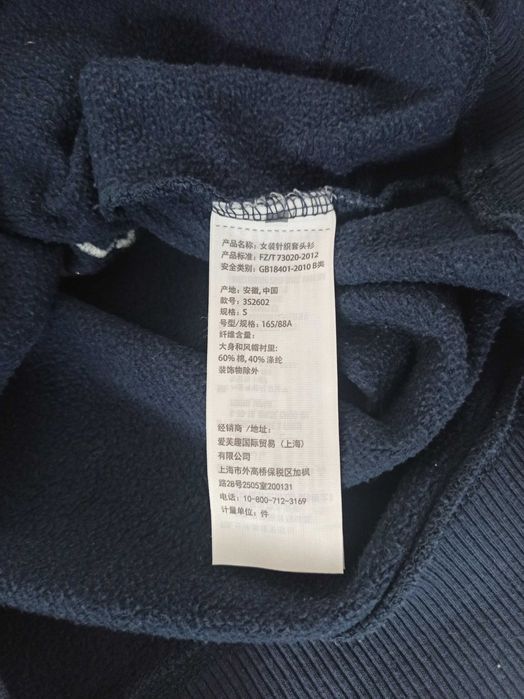 产品名称: 女装针织套头衫
产品标准: FZ/T 73020-2012
安全类别: GB18401-2010 B类
产地: 安徽, 中国
款号: 3S2602
规格: S
号型/规格: 165/88A
纤维含量:
大身和风帽衬里:
60% 棉, 40% 涤纶
装饰物除外
经销商 /地址:
爱芙趣国际贸易 (上海)
有限公司
上海市外高桥保税区加枫
路28号2505室200131
电话: 10-800-712-3169
计量单位: 件